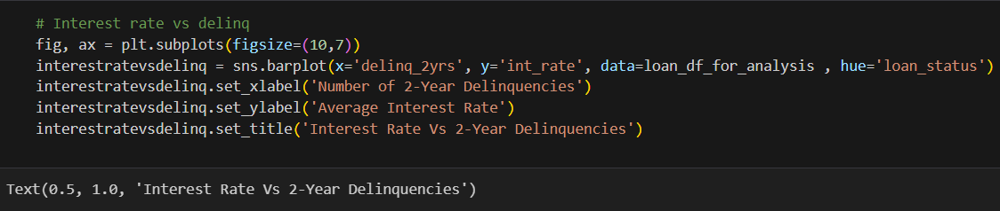 # Interest rate vs delinq
fig, ax = plt.subplots(figsize=(10,7))
interestratevsdelinq = sns.barplot(x='delinq_2yrs', y='int_rate', data=loan_df_for_analysis , hue='loan_status')
interestratevsdelinq.set_xlabel('Number of 2-Year Delinquencies')
interestratevsdelinq.set_ylabel('Average Interest Rate')
interestratevsdelinq.set_title('Interest Rate Vs 2-Year Delinquencies')
Text(0.5, 1.0, 'Interest Rate Vs 2-Year Delinquencies')